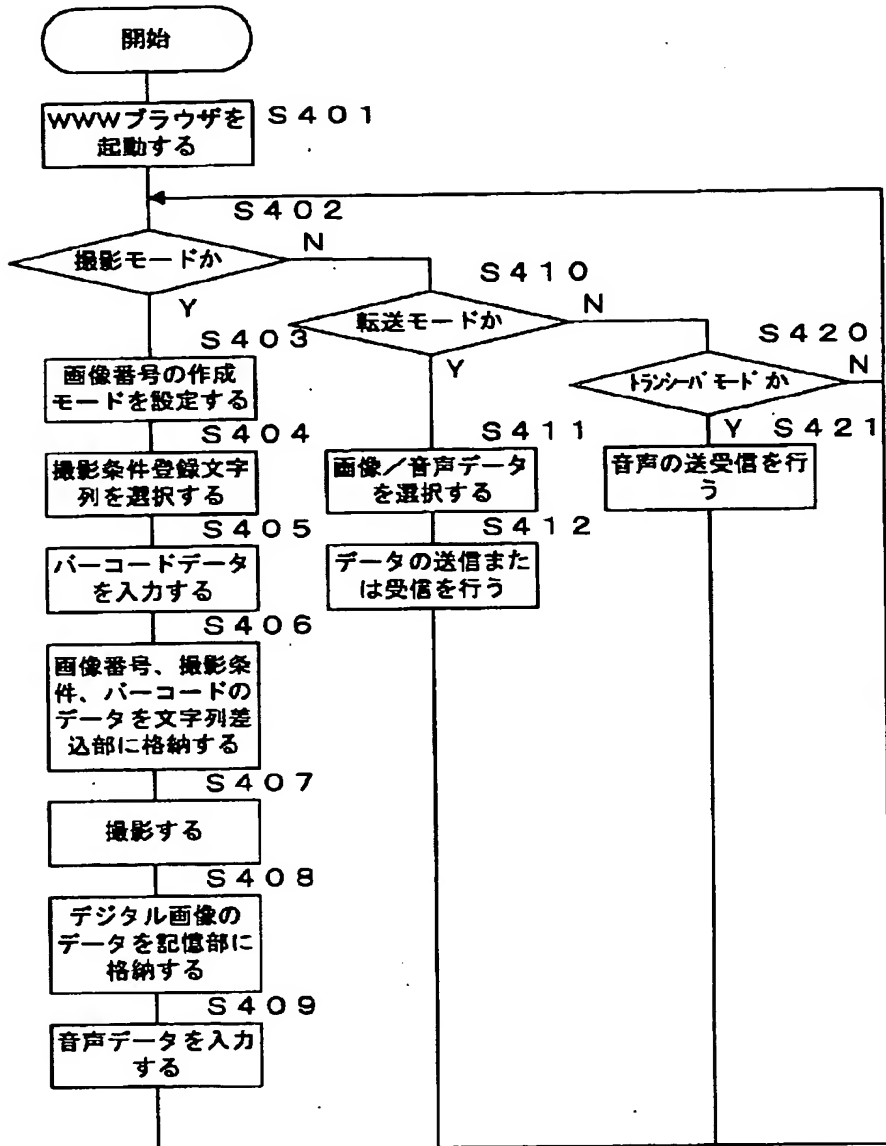 開始
WWWブラウザを
起動する
S401
S402
撮影モードか
N
Y
S410
転送モードか
N
Y
S420
トランシーバモードか
N
Y
S403
画像番号の作成
モードを設定する
S404
撮影条件登録文字
列を選択する
S405
バーコードデータ
を入力する
S406
画像番号、撮影条
件、バーコードの
データを文字列差
込部に格納する
S407
撮影する
S408
デジタル画像の
データを記憶部に
格納する
S409
音声データを入力
する
S411
画像/音声データ
を選択する
S412
データの送信また
は受信を行う
S421
音声の送受信を行
う